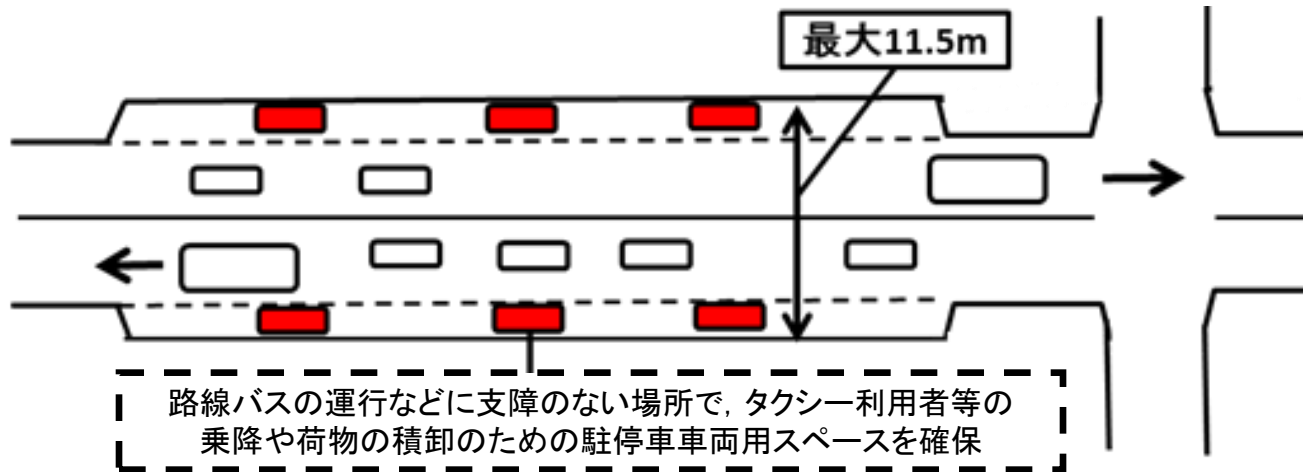 最大11.5m
路線バスの運行などに支障のない場所で，タクシー利用者等の
乗降や荷物の積卸のための駐停車車両用スペースを確保